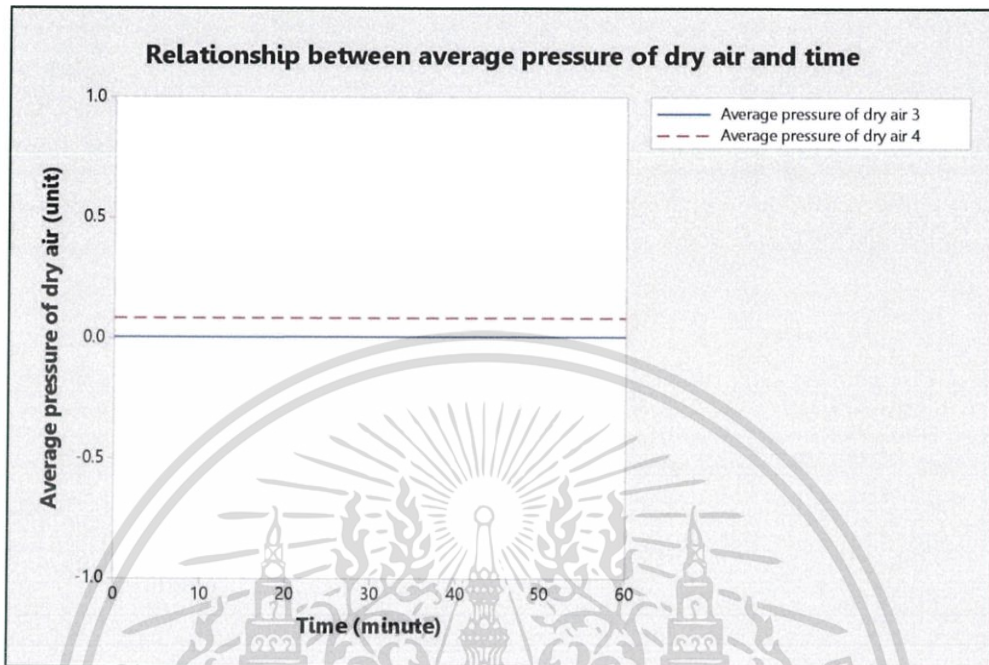 Relationship between average pressure of dry air and time
Average pressure of dry air 3
Average pressure of dry air 4
Average pressure of dry air (unit)
1.0
0.5
0.0
-0.5
-1.0
0 10 20 30 40 50 60
Time (minute)